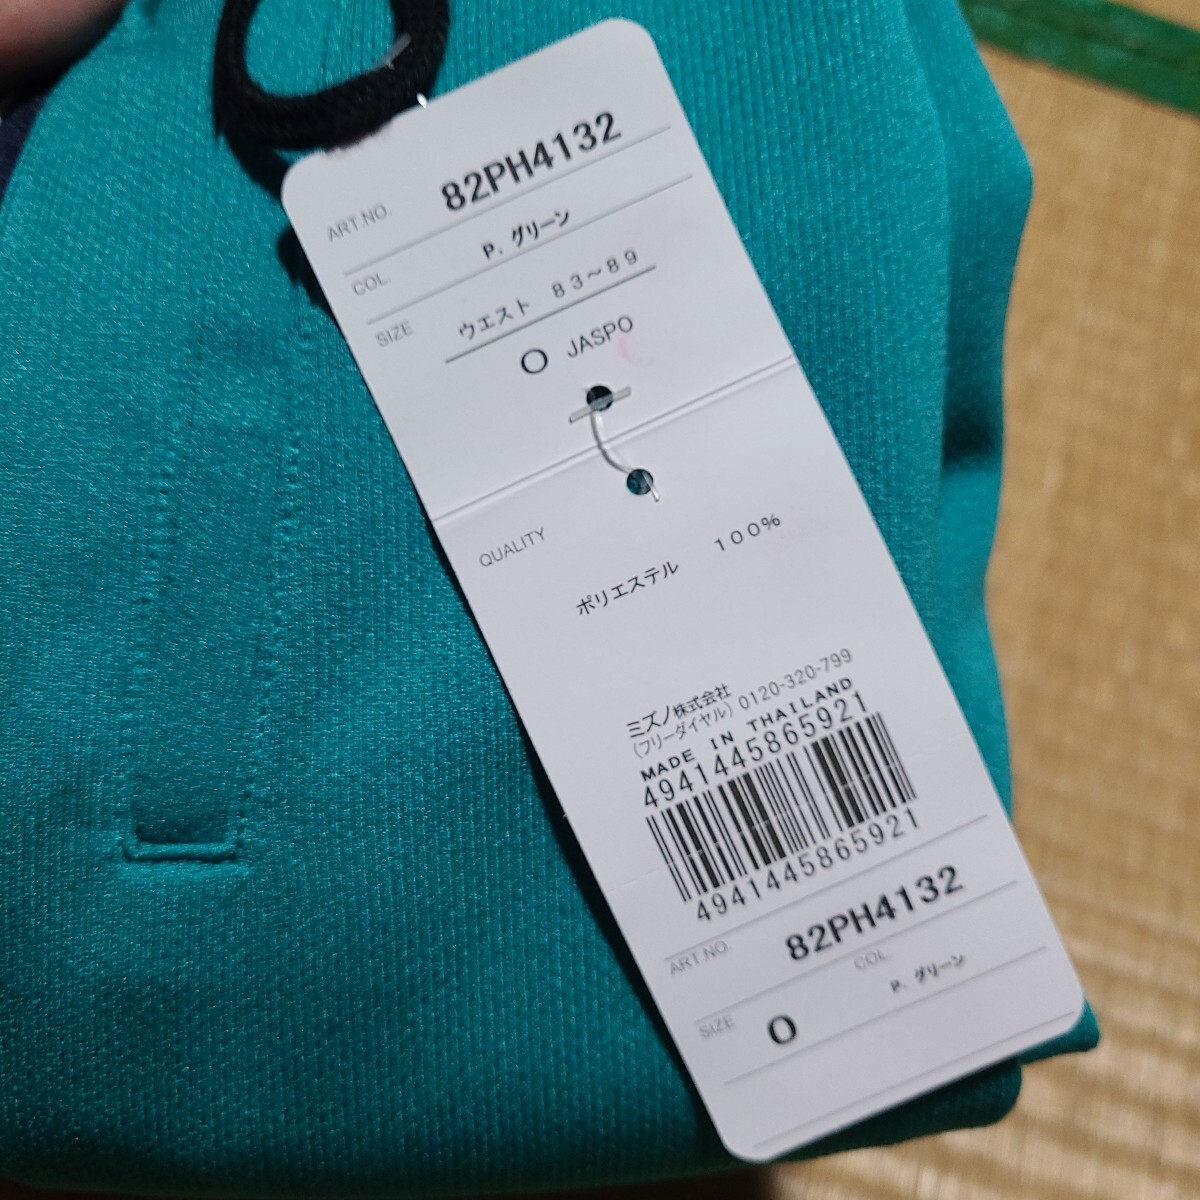 ART.NO. 82PH4132
COL. P. グリーン
SIZE ウエスト 83～89
O JASPO
QUALITY
ポリエステル 100%
ミズノ株式会社
(フリーダイヤル) 0120-320-799
MADE IN THAILAND
4941445865921
4941445865921
ART.NO. 82PH4132
COL. P. グリーン
SIZE O